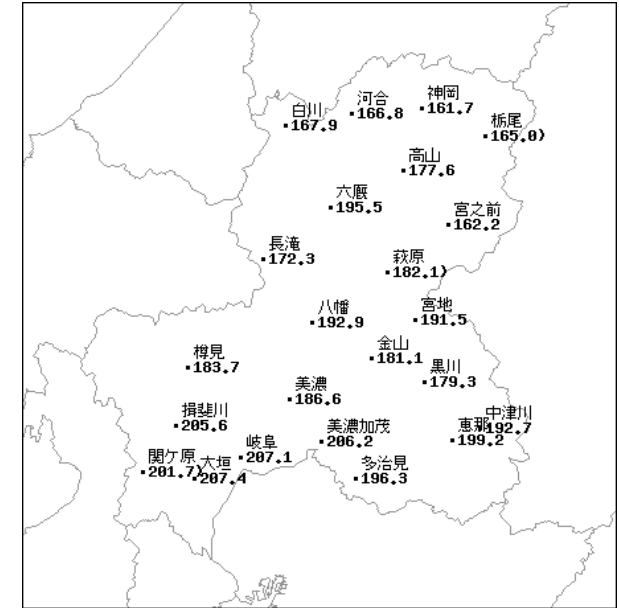 神岡
161.7
河合
166.8
白川
167.9
栃尾
165.0)
高山
177.6
六厩
195.5
宮之前
162.2
長滝
172.3
萩原
182.1)
八幡
192.9
宮地
191.5
金山
181.1
樽見
183.7
黒川
179.3
美濃
186.6
揖斐川
205.6
中津川
192.7
美濃加茂
206.2
恵那
199.2
岐阜
207.1
関ケ原
201.7)
大垣
207.4
多治見
196.3